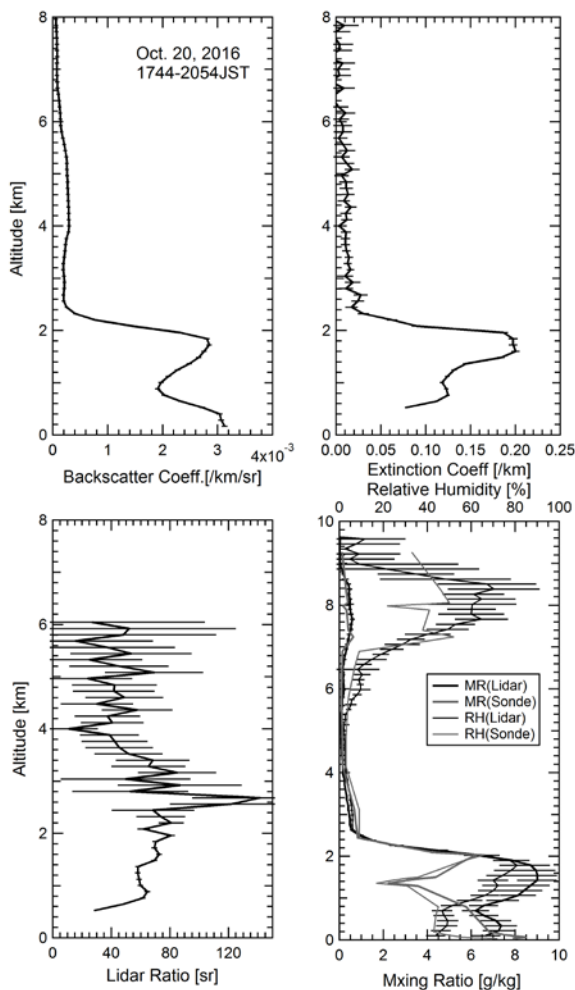 8
6
4
2
0
Altitude [km]
Oct. 20, 2016
1744-2054JST
0 1 2 3 4x10⁻³
Backscatter Coeff.[/km/sr]
8
6
4
2
0
0.00 0.05 0.10 0.15 0.20 0.25
Extinction Coeff [/km]
8
6
4
2
0
Altitude [km]
0 40 80 120
Lidar Ratio [sr]
Relative Humidity [%]
0 20 40 60 80 100
10
8
6
4
2
0
MR(Lidar)
MR(Sonde)
RH(Lidar)
RH(Sonde)
0 2 4 6 8 10
Mxing Ratio [g/kg]